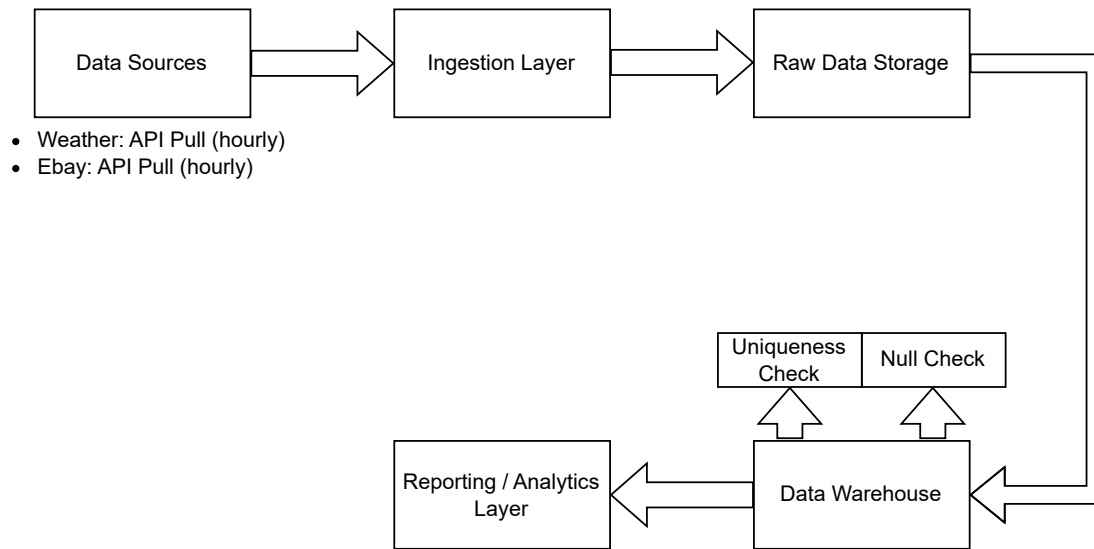 Data Sources
Ingestion Layer
Raw Data Storage
• Weather: API Pull (hourly)
• Ebay: API Pull (hourly)
Uniqueness
Check
Null Check
Reporting / Analytics
Layer
Data Warehouse